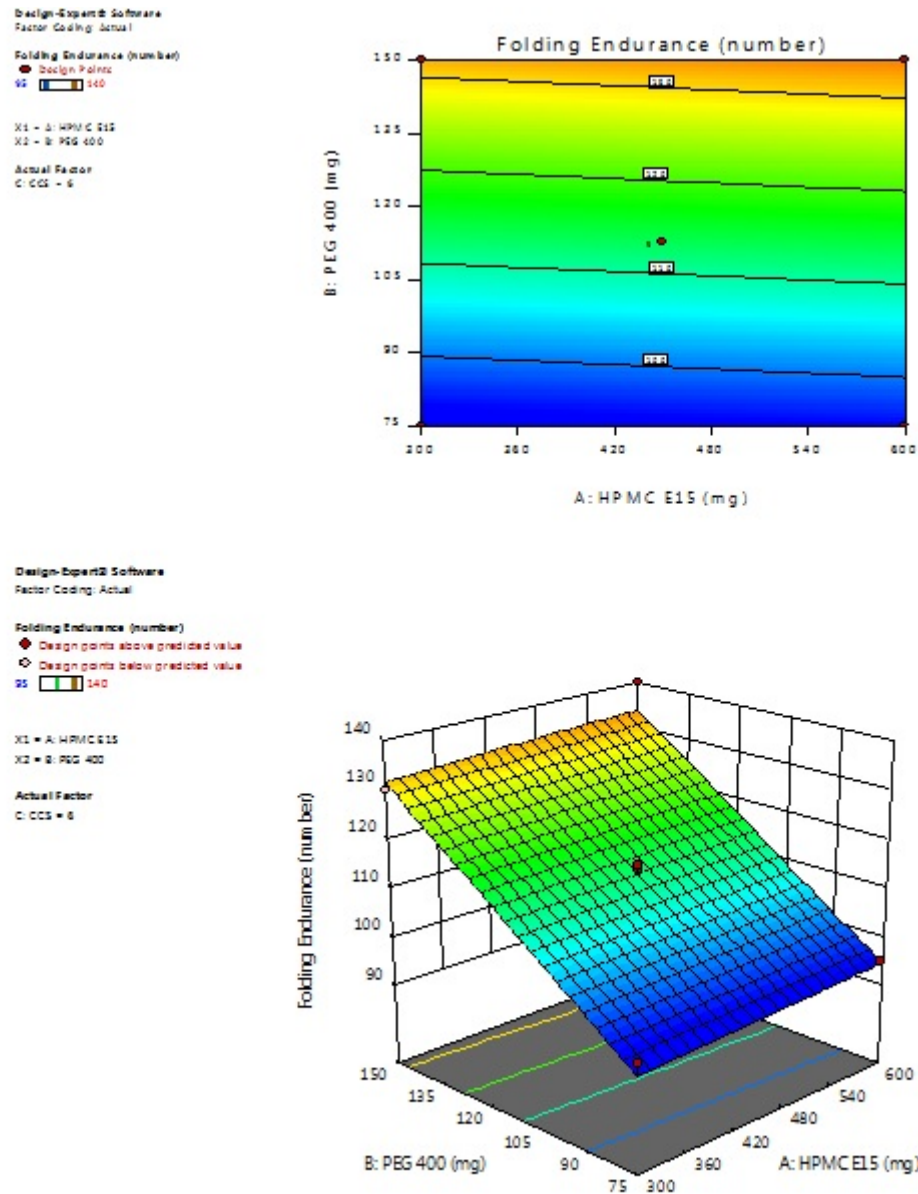 Design-Expert® Software
Factor Coding: Actual
Folding Endurance (number)
Design Points
95 140
X1 = A: HPMC E15
X2 = B: PEG 400
Actual Factor
C: CCS = 6
Folding Endurance (number)
150
135
120
105
90
75
B: PEG 400 (mg)
130
120
110
100
300
360
420
480
540
600
A: HPMC E15 (mg)
Design-Expert® Software
Factor Coding: Actual
Folding Endurance (number)
Design points above predicted value
Design points below predicted value
95 140
X1 = A: HPMC E15
X2 = B: PEG 400
Actual Factor
C: CCS = 6
Folding Endurance (number)
140
130
120
110
100
90
150
135
120
105
90
75
B: PEG 400 (mg)
300
360
420
480
540
600
A: HPMC E15 (mg)